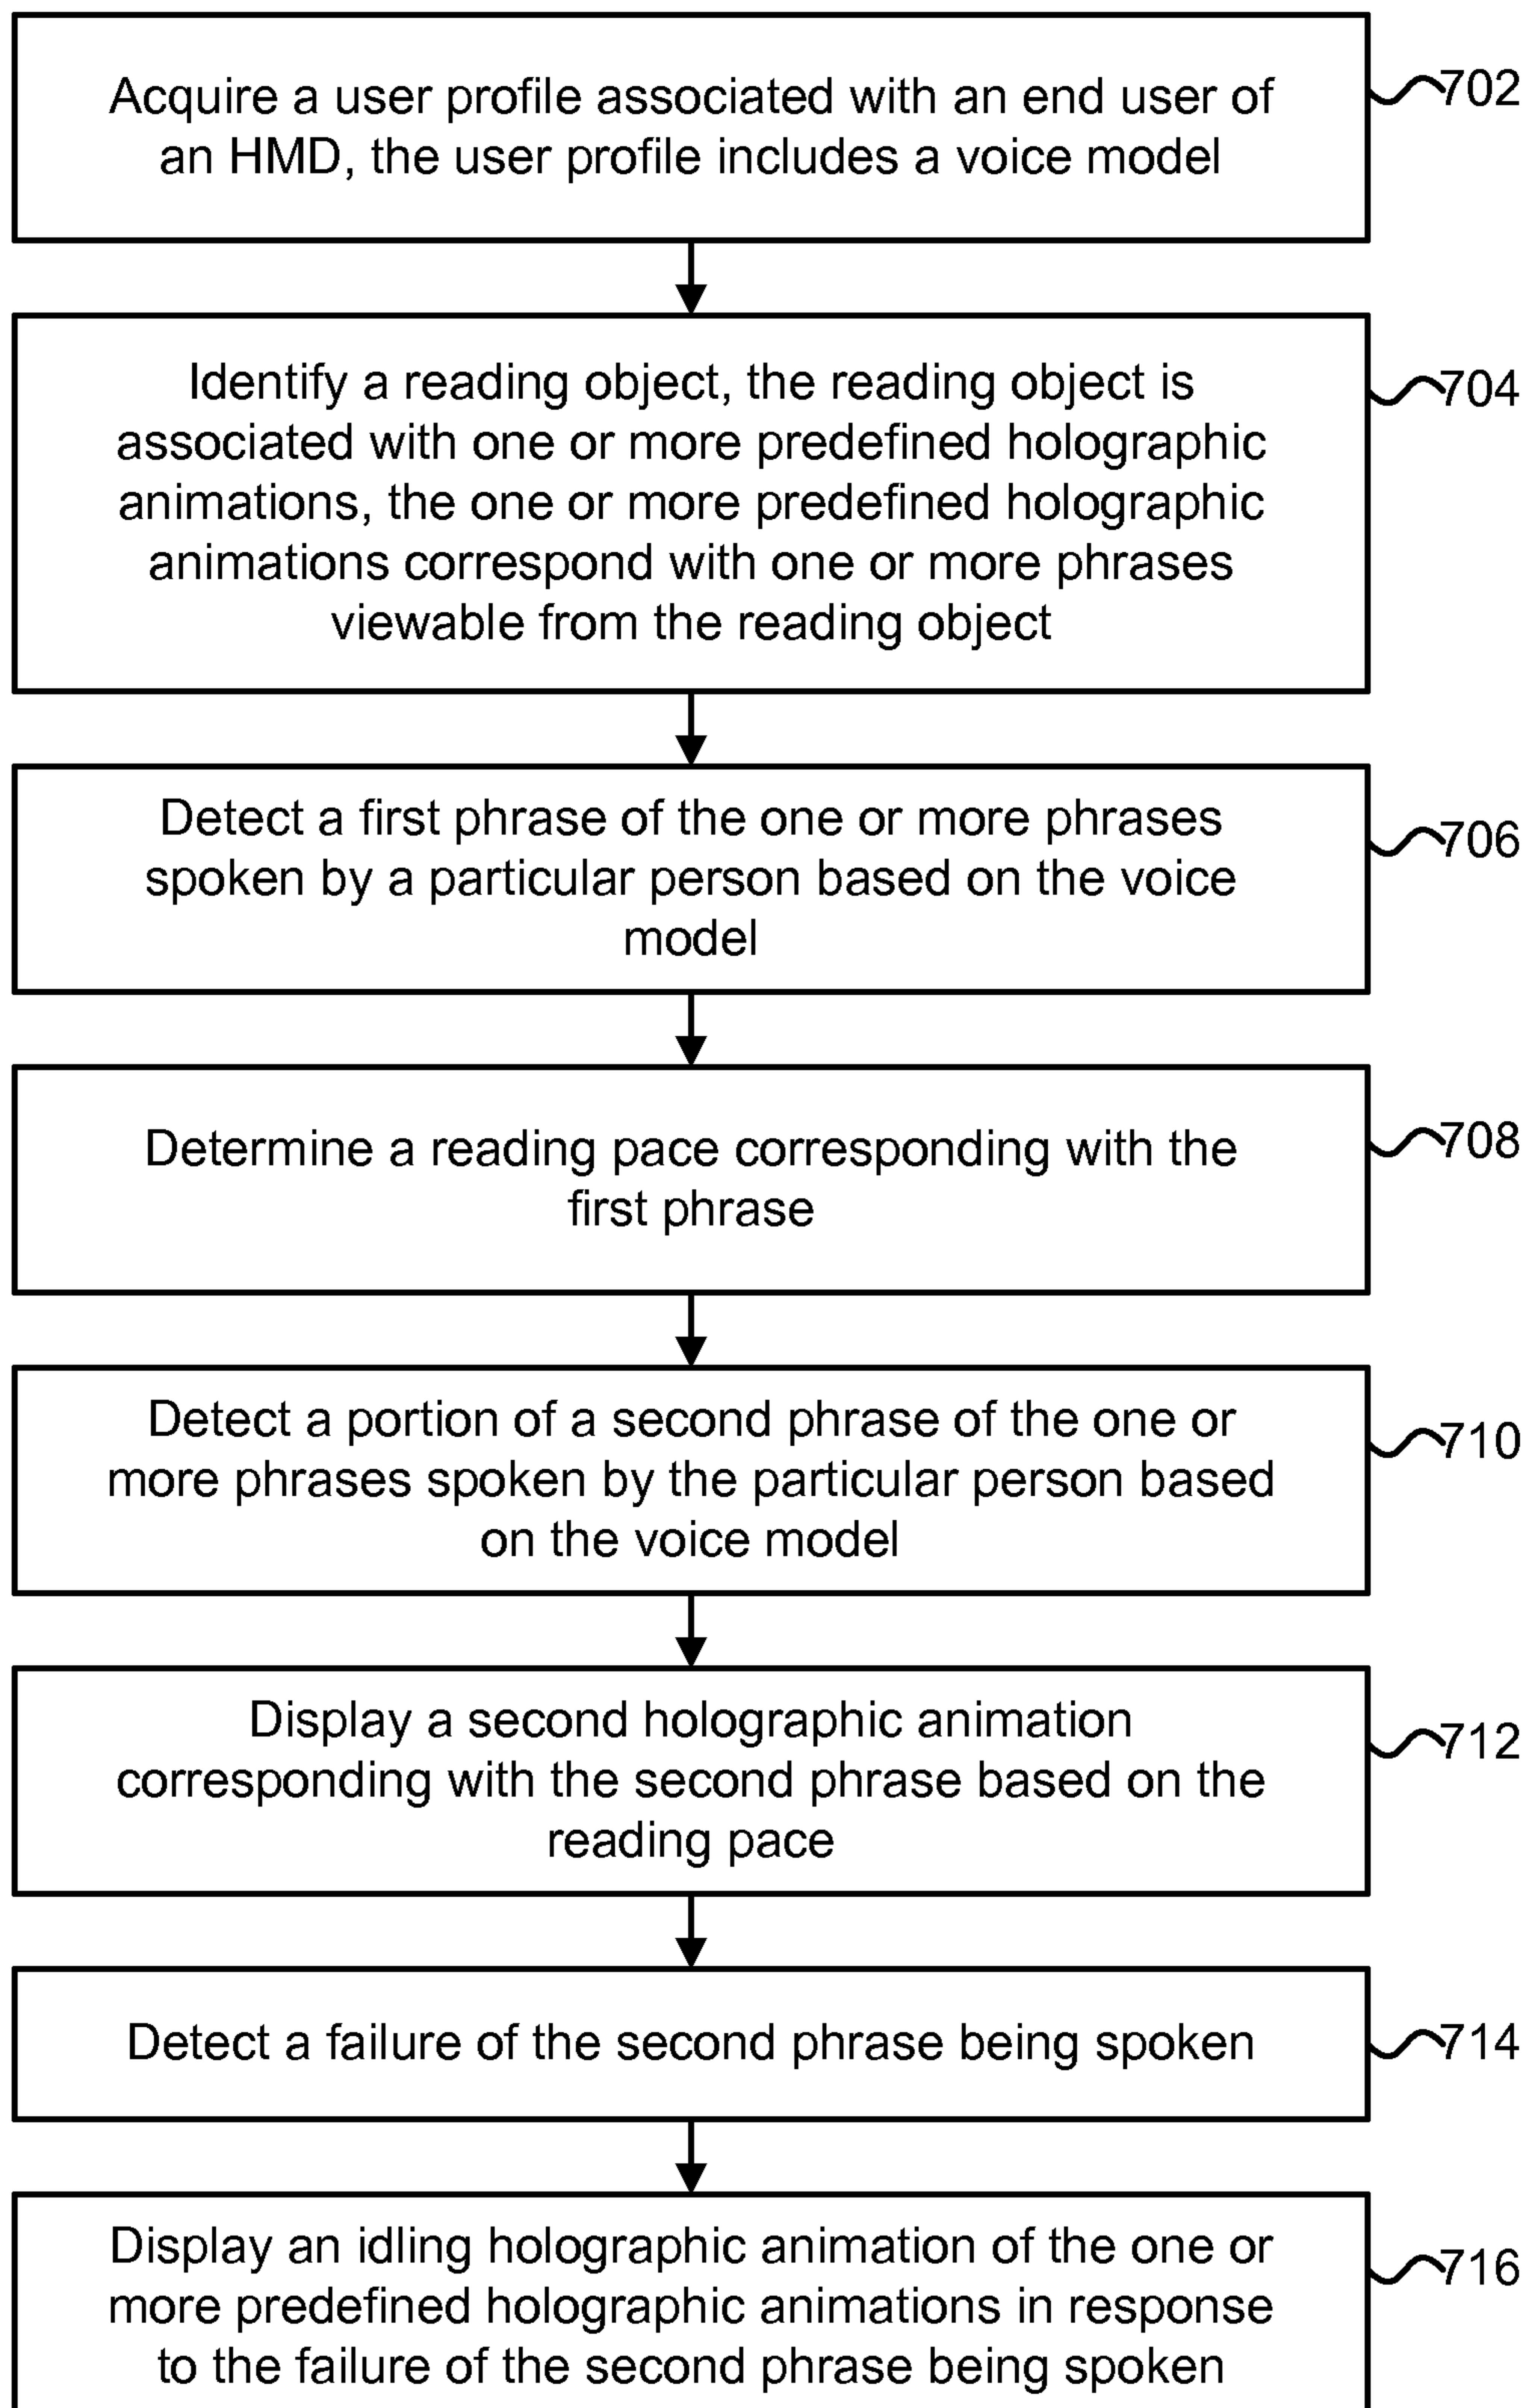 Acquire a user profile associated with an end user of
an HMD, the user profile includes a voice model
702
Identify a reading object, the reading object is
associated with one or more predefined holographic
animations, the one or more predefined holographic
animations correspond with one or more phrases
viewable from the reading object
704
Detect a first phrase of the one or more phrases
spoken by a particular person based on the voice
model
706
Determine a reading pace corresponding with the
first phrase
708
Detect a portion of a second phrase of the one or
more phrases spoken by the particular person based
on the voice model
710
Display a second holographic animation
corresponding with the second phrase based on the
reading pace
712
Detect a failure of the second phrase being spoken
714
Display an idling holographic animation of the one or
more predefined holographic animations in response
to the failure of the second phrase being spoken
716